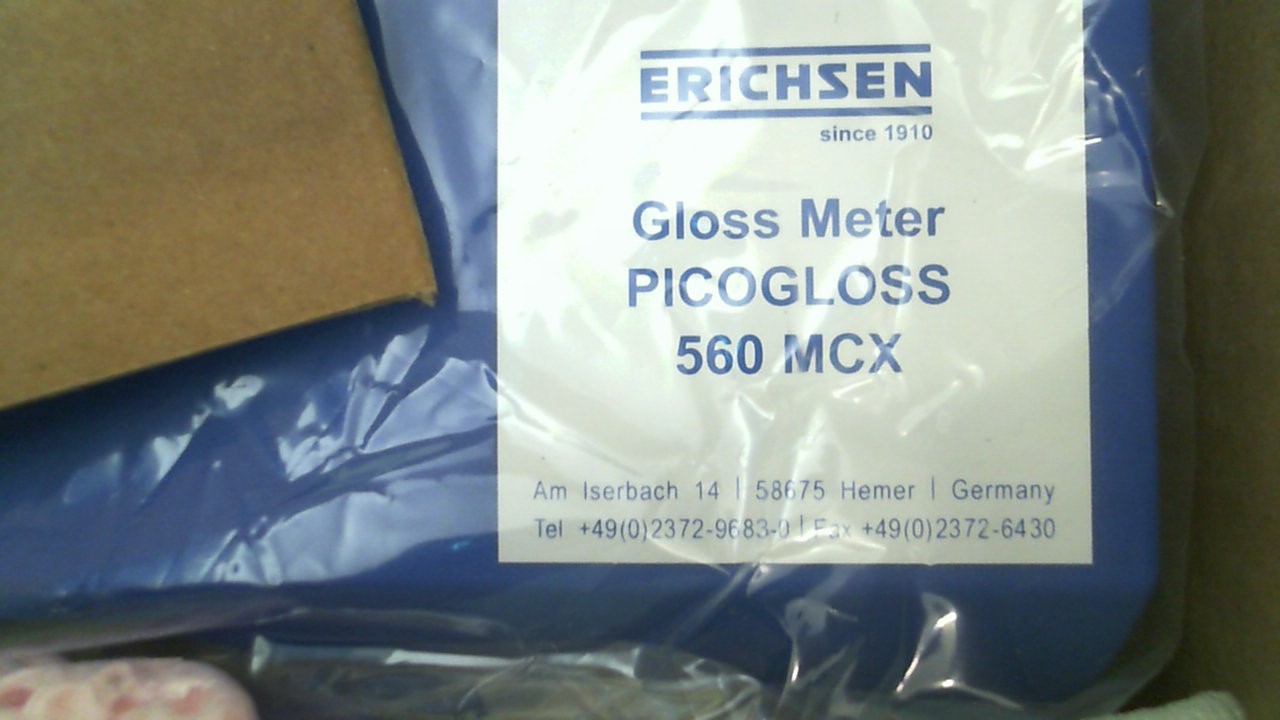 ERICHSEN
since 1910
Gloss Meter
PICOGLOSS
560 MCX
Am Iserbach 14 | 58675 Hemer | Germany
Tel +49(0)2372-9683-0 | Fax +49(0)2372-6430